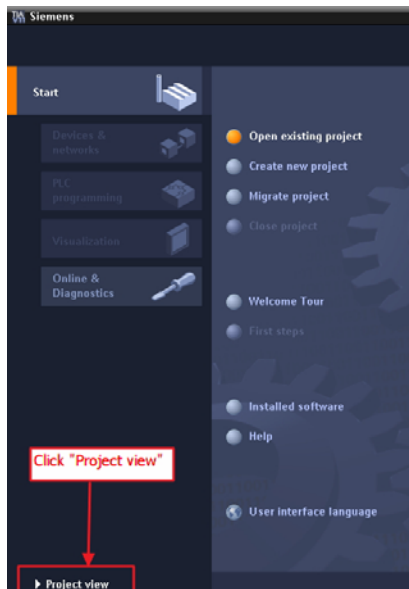 Siemens
Start
Devices &
networks
PLC
programming
Visualization
Online &
Diagnostics
Open existing project
Create new project
Migrate project
Close project
Welcome Tour
First steps
Installed software
Help
User interface language
Click "Project view"
Project view